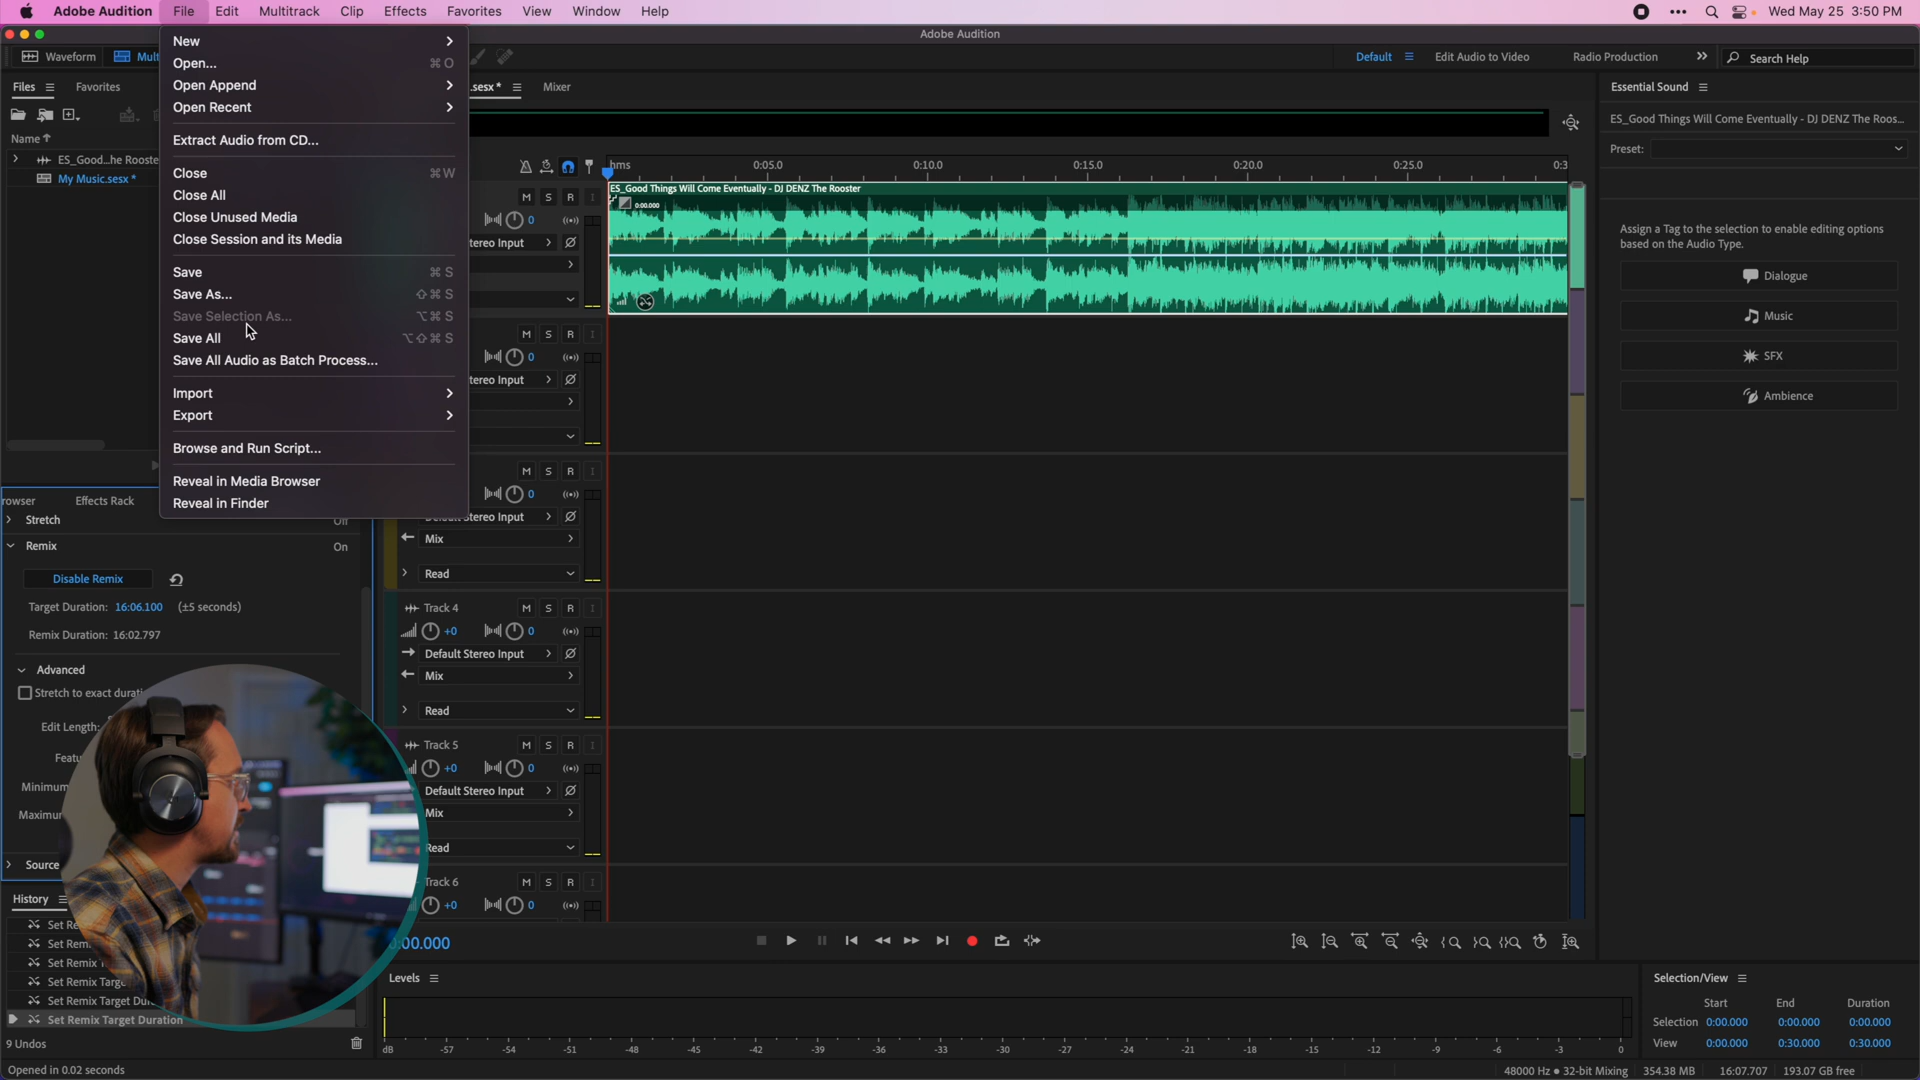 Adobe Audition File Edit Multitrack Clip Effects Favorites View Window Help Wed May 25 3:50 PM
Adobe Audition
Waveform Mult Default Edit Audio to Video Radio Production Search Help
Files Favorites
Name
ES_Good...he Rooste
My Music.sesx *
New
Open... ⌘ O
Open Append
Open Recent
Extract Audio from CD...
Close ⌘W
Close All
Close Unused Media
Close Session and its Media
Save ⌘ S
Save As... ⇧⌘ S
Save Selection As... ⌥⌘ S
Save All ⌥⇧⌘ S
Save All Audio as Batch Process...
Import
Export
Browse and Run Script...
Reveal in Media Browser
Reveal in Finder
.sesx * Mixer
hms 0:05.0 0:10.0 0:15.0 0:20.0 0:25.0 0:3
ES_Good Things Will Come Eventually - DJ DENZ The Rooster
0:00.000
M S R I
0
tereo Input
M S R I
0
tereo Input
M S R I
0
Default Stereo Input
Mix
Read
Track 4 M S R I
+0 0
Default Stereo Input
Mix
Read
Track 5 M S R I
+0 0
Default Stereo Input
Mix
Read
Track 6 M S R I
+0 0
Essential Sound
ES_Good Things Will Come Eventually - DJ DENZ The Roos...
Preset:
Assign a Tag to the selection to enable editing options
based on the Audio Type.
Dialogue
Music
SFX
Ambience
rowser Effects Rack
Stretch Off
Remix On
Disable Remix
Target Duration: 16:06.100 (±5 seconds)
Remix Duration: 16:02.797
Advanced
Stretch to exact durati
Edit Length:
Featu
Minimum
Maximu
Source
History
Set Re
Set Rem
Set Remix T
Set Remix Targe
Set Remix Target Dur
Set Remix Target Duration
9 Undos
Opened in 0.02 seconds
0:00.000
Levels
dB -57 -54 -51 -48 -45 -42 -39 -36 -33 -30 -27 -24 -21 -18 -15 -12 -9 -6 -3 0
Selection/View
Start End Duration
Selection 0:00.000 0:00.000 0:00.000
View 0:00.000 0:30.000 0:30.000
48000 Hz ● 32-bit Mixing 354.38 MB 16:07.707 193.07 GB free